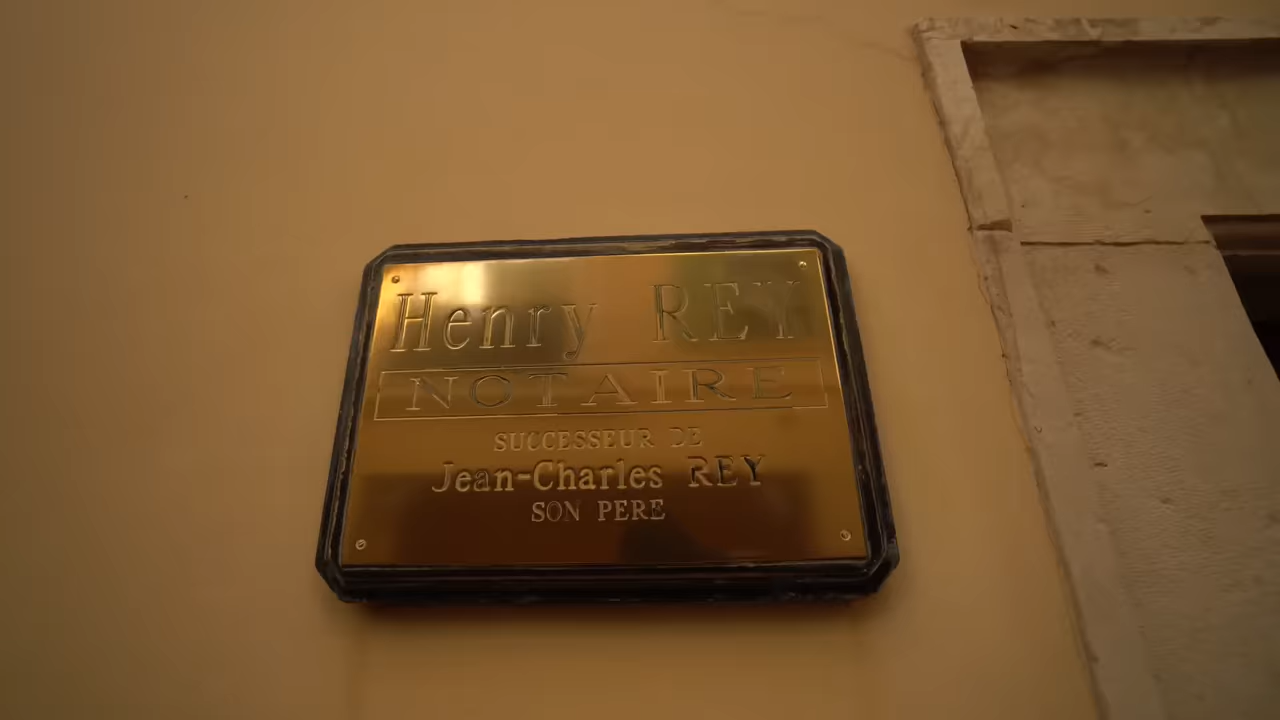 Henry REY
NOTAIRE
SUCCESSEUR DE
Jean-Charles REY
SON PERE